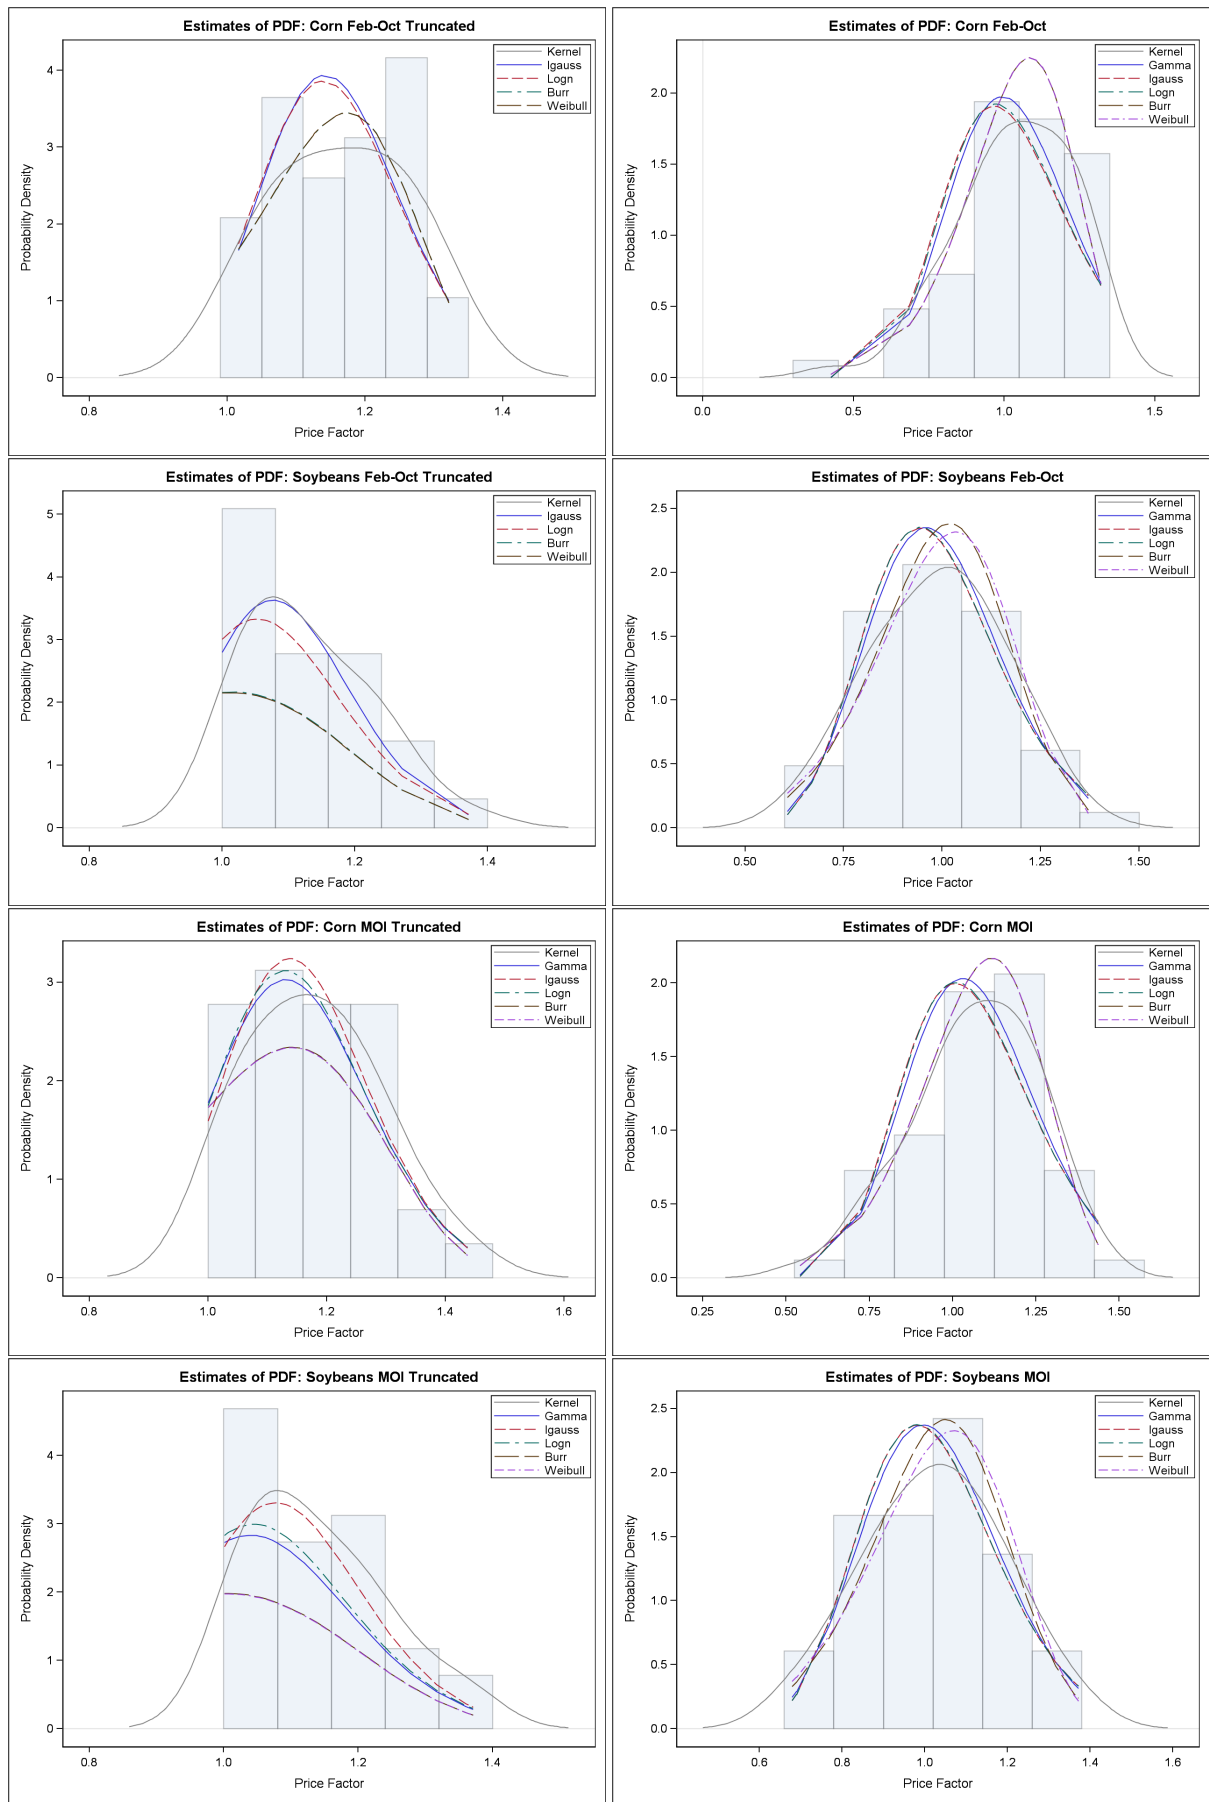 Estimates of PDF: Corn Feb-Oct Truncated
Kernel
Igauss
Logn
Burr
Weibull
Probability Density
4
3
2
1
0
0.8 1.0 1.2 1.4
Price Factor
Estimates of PDF: Corn Feb-Oct
Kernel
Gamma
Igauss
Logn
Burr
Weibull
Probability Density
2.0
1.5
1.0
0.5
0.0
0.0 0.5 1.0 1.5
Price Factor
Estimates of PDF: Soybeans Feb-Oct Truncated
Kernel
Igauss
Logn
Burr
Weibull
Probability Density
5
4
3
2
1
0
0.8 1.0 1.2 1.4
Price Factor
Estimates of PDF: Soybeans Feb-Oct
Kernel
Gamma
Igauss
Logn
Burr
Weibull
Probability Density
2.5
2.0
1.5
1.0
0.5
0.0
0.50 0.75 1.00 1.25 1.50
Price Factor
Estimates of PDF: Corn MOI Truncated
Kernel
Gamma
Igauss
Logn
Burr
Weibull
Probability Density
3
2
1
0
0.8 1.0 1.2 1.4 1.6
Price Factor
Estimates of PDF: Corn MOI
Kernel
Gamma
Igauss
Logn
Burr
Weibull
Probability Density
2.0
1.5
1.0
0.5
0.0
0.25 0.50 0.75 1.00 1.25 1.50
Price Factor
Estimates of PDF: Soybeans MOI Truncated
Kernel
Gamma
Igauss
Logn
Burr
Weibull
Probability Density
4
3
2
1
0
0.8 1.0 1.2 1.4
Price Factor
Estimates of PDF: Soybeans MOI
Kernel
Gamma
Igauss
Logn
Burr
Weibull
Probability Density
2.5
2.0
1.5
1.0
0.5
0.0
0.6 0.8 1.0 1.2 1.4 1.6
Price Factor